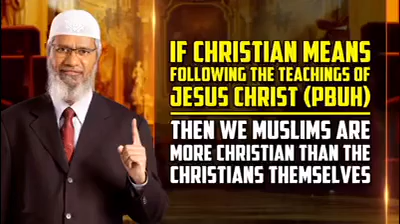 IF CHRISTIAN MEANS
FOLLOWING THE TEACHINGS OF
JESUS CHRIST (PBUH)
THEN WE MUSLIMS ARE
MORE CHRISTIAN THAN THE
CHRISTIANS THEMSELVES